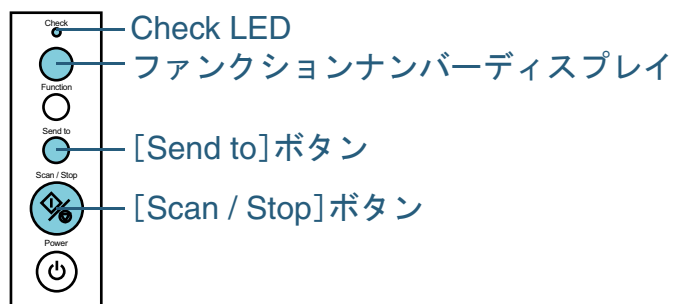 Check
Check LED
ファンクションナンバーディスプレイ
Function
Send to
[Send to]ボタン
Scan / Stop
[Scan / Stop]ボタン
Power